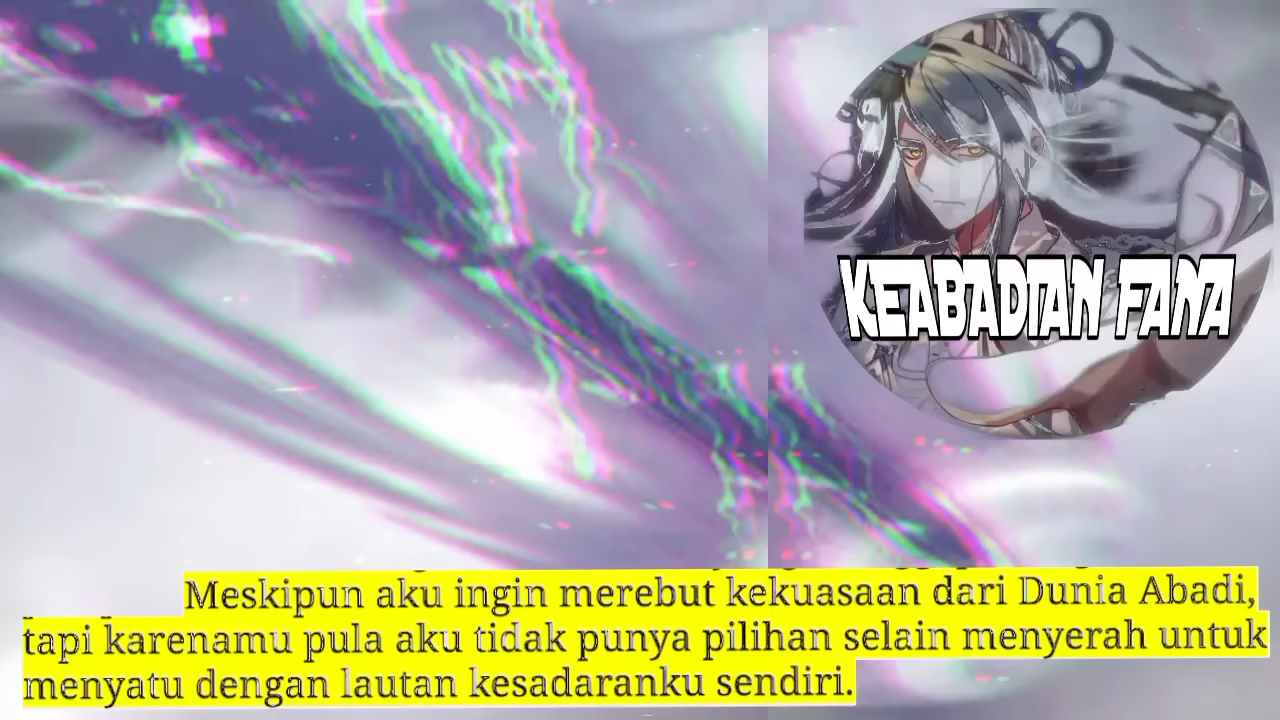 KEABADIAN FANA
Meskipun aku ingin merebut kekuasaan dari Dunia Abadi,
tapi karenamu pula aku tidak punya pilihan selain menyerah untuk
menyatu dengan lautan kesadaranku sendiri.